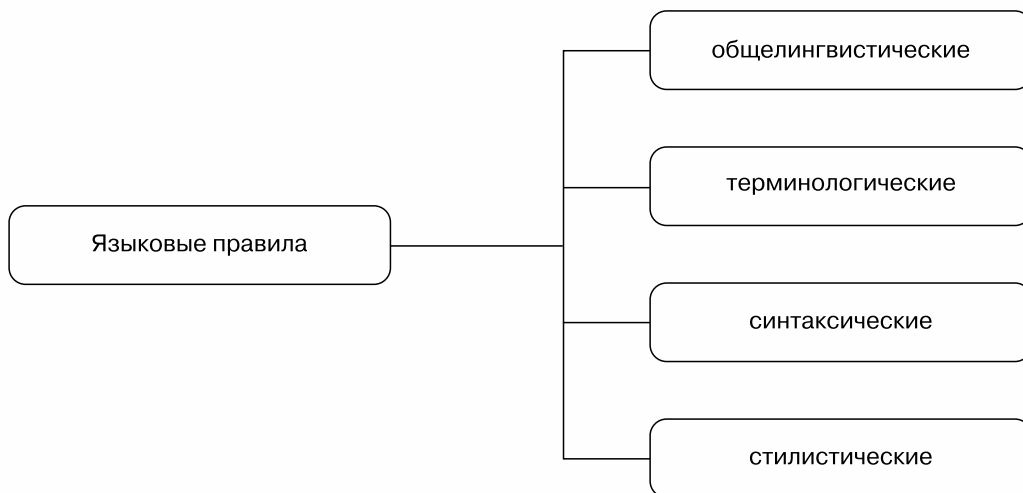 общелингвистические
терминологические
Языковые правила
синтаксические
стилистические